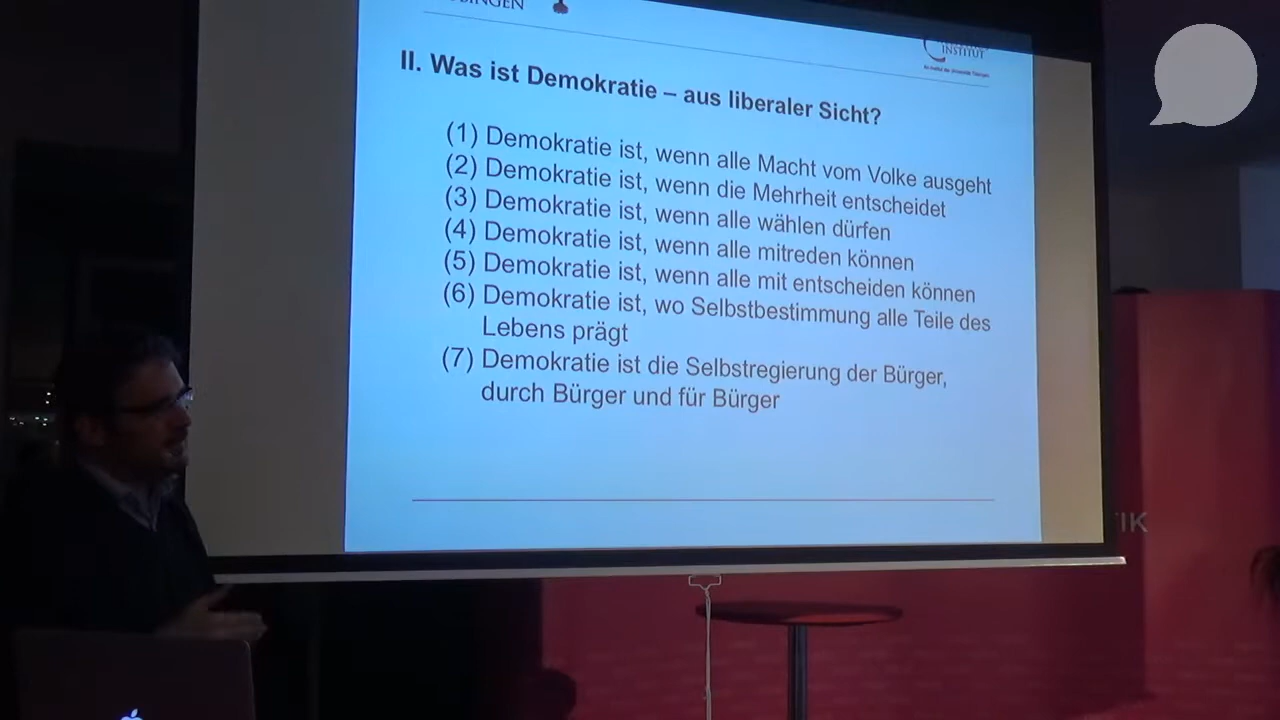 INSTITUT
II. Was ist Demokratie – aus liberaler Sicht?
(1) Demokratie ist, wenn alle Macht vom Volke ausgeht
(2) Demokratie ist, wenn die Mehrheit entscheidet
(3) Demokratie ist, wenn alle wählen dürfen
(4) Demokratie ist, wenn alle mitreden können
(5) Demokratie ist, wenn alle mit entscheiden können
(6) Demokratie ist, wo Selbstbestimmung alle Teile des
Lebens prägt
(7) Demokratie ist die Selbstregierung der Bürger,
durch Bürger und für Bürger